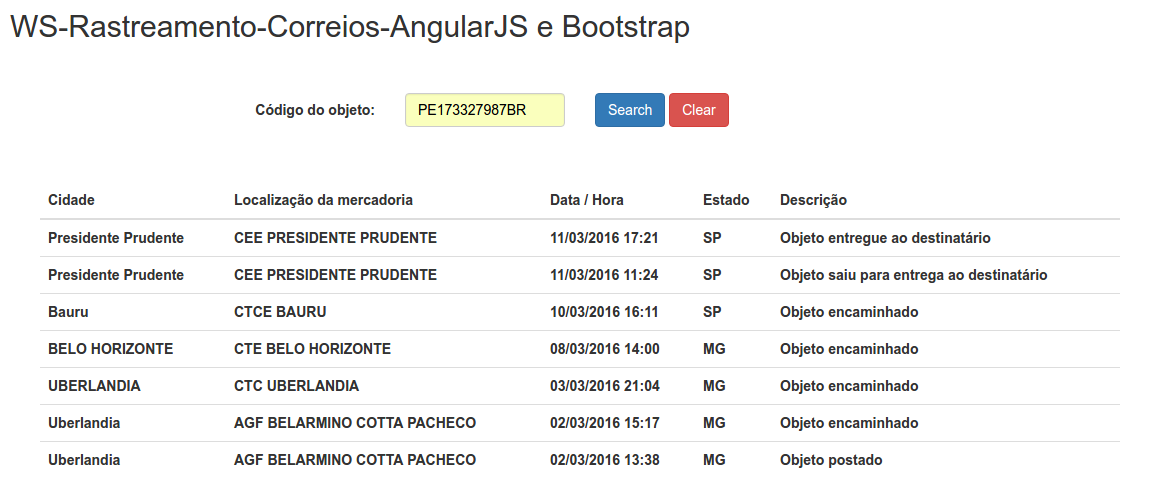 WS-Rastreamento-Correios-AngularJS e Bootstrap
Código do objeto: PE173327987BR Search Clear
Cidade Localização da mercadoria Data / Hora Estado Descrição
Presidente Prudente CEE PRESIDENTE PRUDENTE 11/03/2016 17:21 SP Objeto entregue ao destinatário
Presidente Prudente CEE PRESIDENTE PRUDENTE 11/03/2016 11:24 SP Objeto saiu para entrega ao destinatário
Bauru CTCE BAURU 10/03/2016 16:11 SP Objeto encaminhado
BELO HORIZONTE CTE BELO HORIZONTE 08/03/2016 14:00 MG Objeto encaminhado
UBERLANDIA CTC UBERLANDIA 03/03/2016 21:04 MG Objeto encaminhado
Uberlandia AGF BELARMINO COTTA PACHECO 02/03/2016 15:17 MG Objeto encaminhado
Uberlandia AGF BELARMINO COTTA PACHECO 02/03/2016 13:38 MG Objeto postado